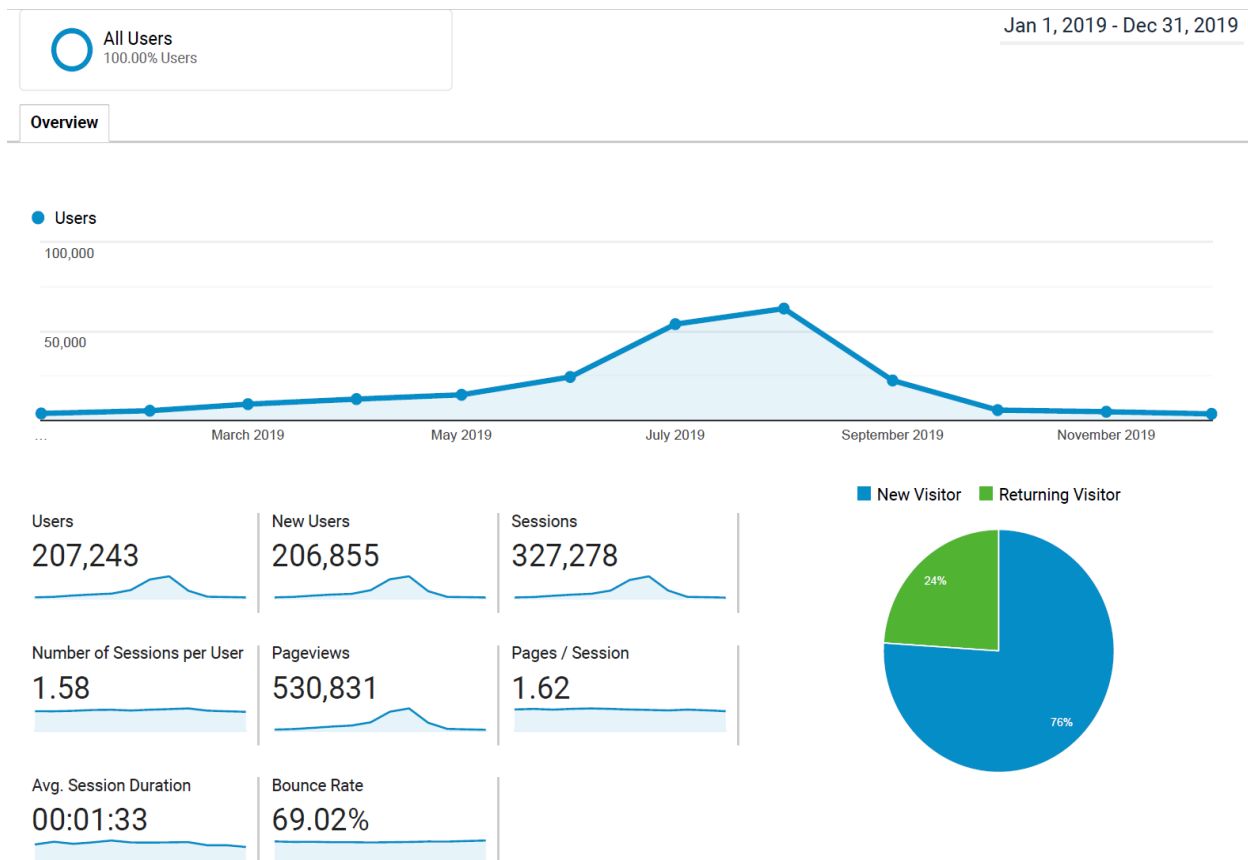 All Users
100.00% Users
Jan 1, 2019 - Dec 31, 2019
Overview
Users
100,000
50,000
... March 2019 May 2019 July 2019 September 2019 November 2019
New Visitor Returning Visitor
24%
76%
Users New Users Sessions
207,243 206,855 327,278
Number of Sessions per User Pageviews Pages / Session
1.58 530,831 1.62
Avg. Session Duration Bounce Rate
00:01:33 69.02%